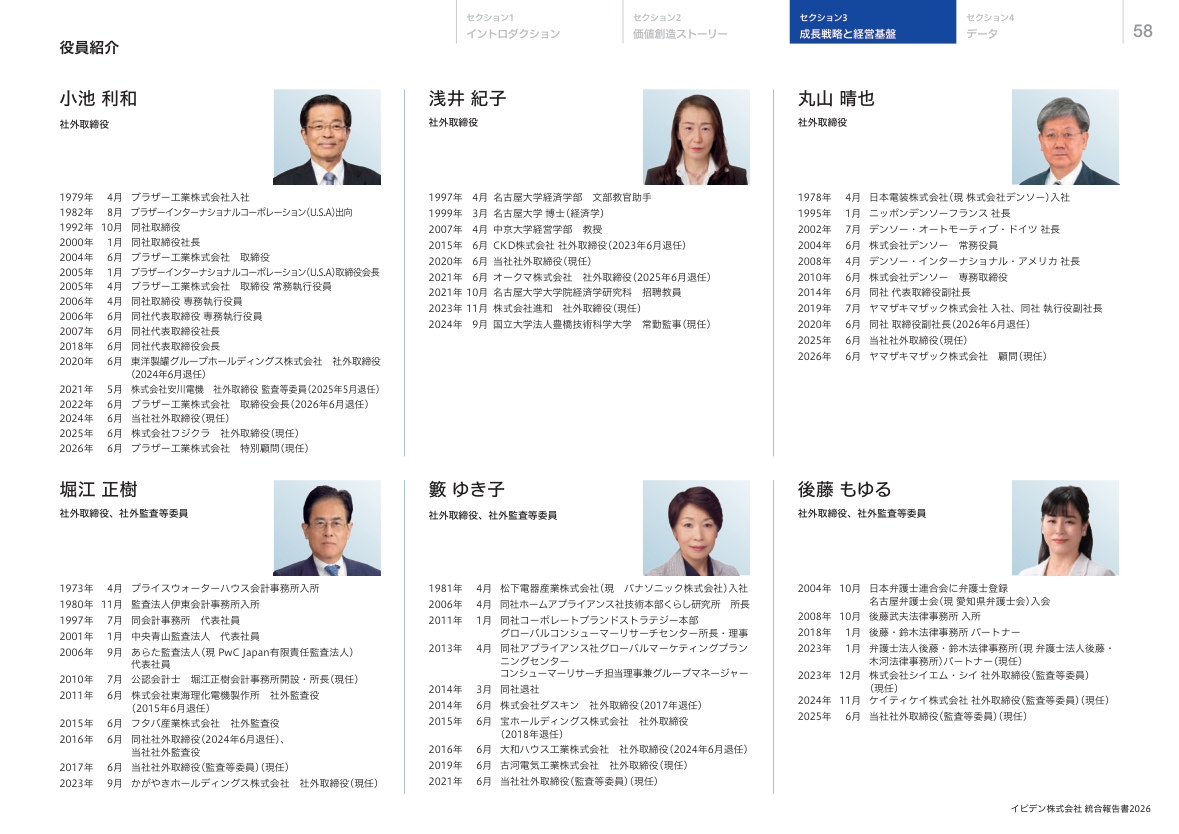 セクション1
イントロダクション
セクション2
価値創造ストーリー
セクション3
成長戦略と経営基盤
セクション4
データ
58
役員紹介
小池 利和
社外取締役
1979年 4月 ブラザー工業株式会社入社
1982年 8月 ブラザーインターナショナルコーポレーション(U.S.A)出向
1992年 10月 同社取締役
2000年 1月 同社取締役社長
2004年 6月 ブラザー工業株式会社 取締役
2005年 1月 ブラザーインターナショナルコーポレーション(U.S.A)取締役会長
2005年 4月 ブラザー工業株式会社 取締役 常務執行役員
2006年 4月 同社取締役 専務執行役員
2006年 6月 同社代表取締役 専務執行役員
2007年 6月 同社代表取締役社長
2018年 6月 同社代表取締役会長
2020年 6月 東洋製罐グループホールディングス株式会社 社外取締役
(2024年6月退任)
2021年 5月 株式会社安川電機 社外取締役 監査等委員(2025年5月退任)
2022年 6月 ブラザー工業株式会社 取締役会長(2026年6月退任)
2024年 6月 当社社外取締役(現任)
2025年 6月 株式会社フジクラ 社外取締役(現任)
2026年 6月 ブラザー工業株式会社 特別顧問(現任)
浅井 紀子
社外取締役
1997年 4月 名古屋大学経済学部 文部教官助手
1999年 3月 名古屋大学 博士(経済学)
2007年 4月 中京大学経営学部 教授
2015年 6月 CKD株式会社 社外取締役(2023年6月退任)
2020年 6月 当社社外取締役(現任)
2021年 6月 オークマ株式会社 社外取締役(2025年6月退任)
2021年 10月 名古屋大学大学院経済学研究科 招聘教員
2023年 11月 株式会社進和 社外取締役(現任)
2024年 9月 国立大学法人豊橋技術科学大学 常勤監事(現任)
丸山 晴也
社外取締役
1978年 4月 日本電装株式会社(現 株式会社デンソー)入社
1995年 1月 ニッポンデンソーフランス 社長
2002年 7月 デンソー・オートモーティブ・ドイツ 社長
2004年 6月 株式会社デンソー 常務役員
2008年 4月 デンソー・インターナショナル・アメリカ 社長
2010年 6月 株式会社デンソー 専務取締役
2014年 6月 同社 代表取締役副社長
2019年 7月 ヤマザキマザック株式会社 入社、同社 執行役副社長
2020年 6月 同社 取締役副社長(2026年6月退任)
2025年 6月 当社社外取締役(現任)
2026年 6月 ヤマザキマザック株式会社 顧問(現任)
堀江 正樹
社外取締役、社外監査等委員
1973年 4月 プライスウォーターハウス会計事務所入所
1980年 11月 監査法人伊東会計事務所入所
1997年 7月 同会計事務所 代表社員
2001年 1月 中央青山監査法人 代表社員
2006年 9月 あらた監査法人(現 PwC Japan有限責任監査法人)
代表社員
2010年 7月 公認会計士 堀江正樹会計事務所開設・所長(現任)
2011年 6月 株式会社東海理化電機製作所 社外監査役
(2015年6月退任)
2015年 6月 フタバ産業株式会社 社外監査役
2016年 6月 同社社外取締役(2024年6月退任)、
当社社外監査役
2017年 6月 当社社外取締役(監査等委員)(現任)
2023年 9月 かがやきホールディングス株式会社 社外取締役(現任)
籔 ゆき子
社外取締役、社外監査等委員
1981年 4月 松下電器産業株式会社(現 パナソニック株式会社)入社
2006年 4月 同社ホームアプライアンス社技術本部くらし研究所 所長
2011年 1月 同社コーポレートブランドストラテジー本部
グローバルコンシューマーリサーチセンター所長・理事
2013年 4月 同社アプライアンス社グローバルマーケティングプラン
ニングセンター
コンシューマーリサーチ担当理事兼グループマネージャー
2014年 3月 同社退社
2014年 6月 株式会社ダスキン 社外取締役(2017年退任)
2015年 6月 宝ホールディングス株式会社 社外取締役
(2018年退任)
2016年 6月 大和ハウス工業株式会社 社外取締役(2024年6月退任)
2019年 6月 古河電気工業株式会社 社外取締役(現任)
2021年 6月 当社社外取締役(監査等委員)(現任)
後藤 もゆる
社外取締役、社外監査等委員
2004年 10月 日本弁護士連合会に弁護士登録
名古屋弁護士会(現 愛知県弁護士会)入会
2008年 10月 後藤武夫法律事務所 入所
2018年 1月 後藤・鈴木法律事務所 パートナー
2023年 1月 弁護士法人後藤・鈴木法律事務所(現 弁護士法人後藤・
木河法律事務所)パートナー(現任)
2023年 12月 株式会社シイエム・シイ 社外取締役(監査等委員)
(現任)
2024年 11月 ケイティケイ株式会社 社外取締役(監査等委員)(現任)
2025年 6月 当社社外取締役(監査等委員)(現任)
イビデン株式会社 統合報告書2026